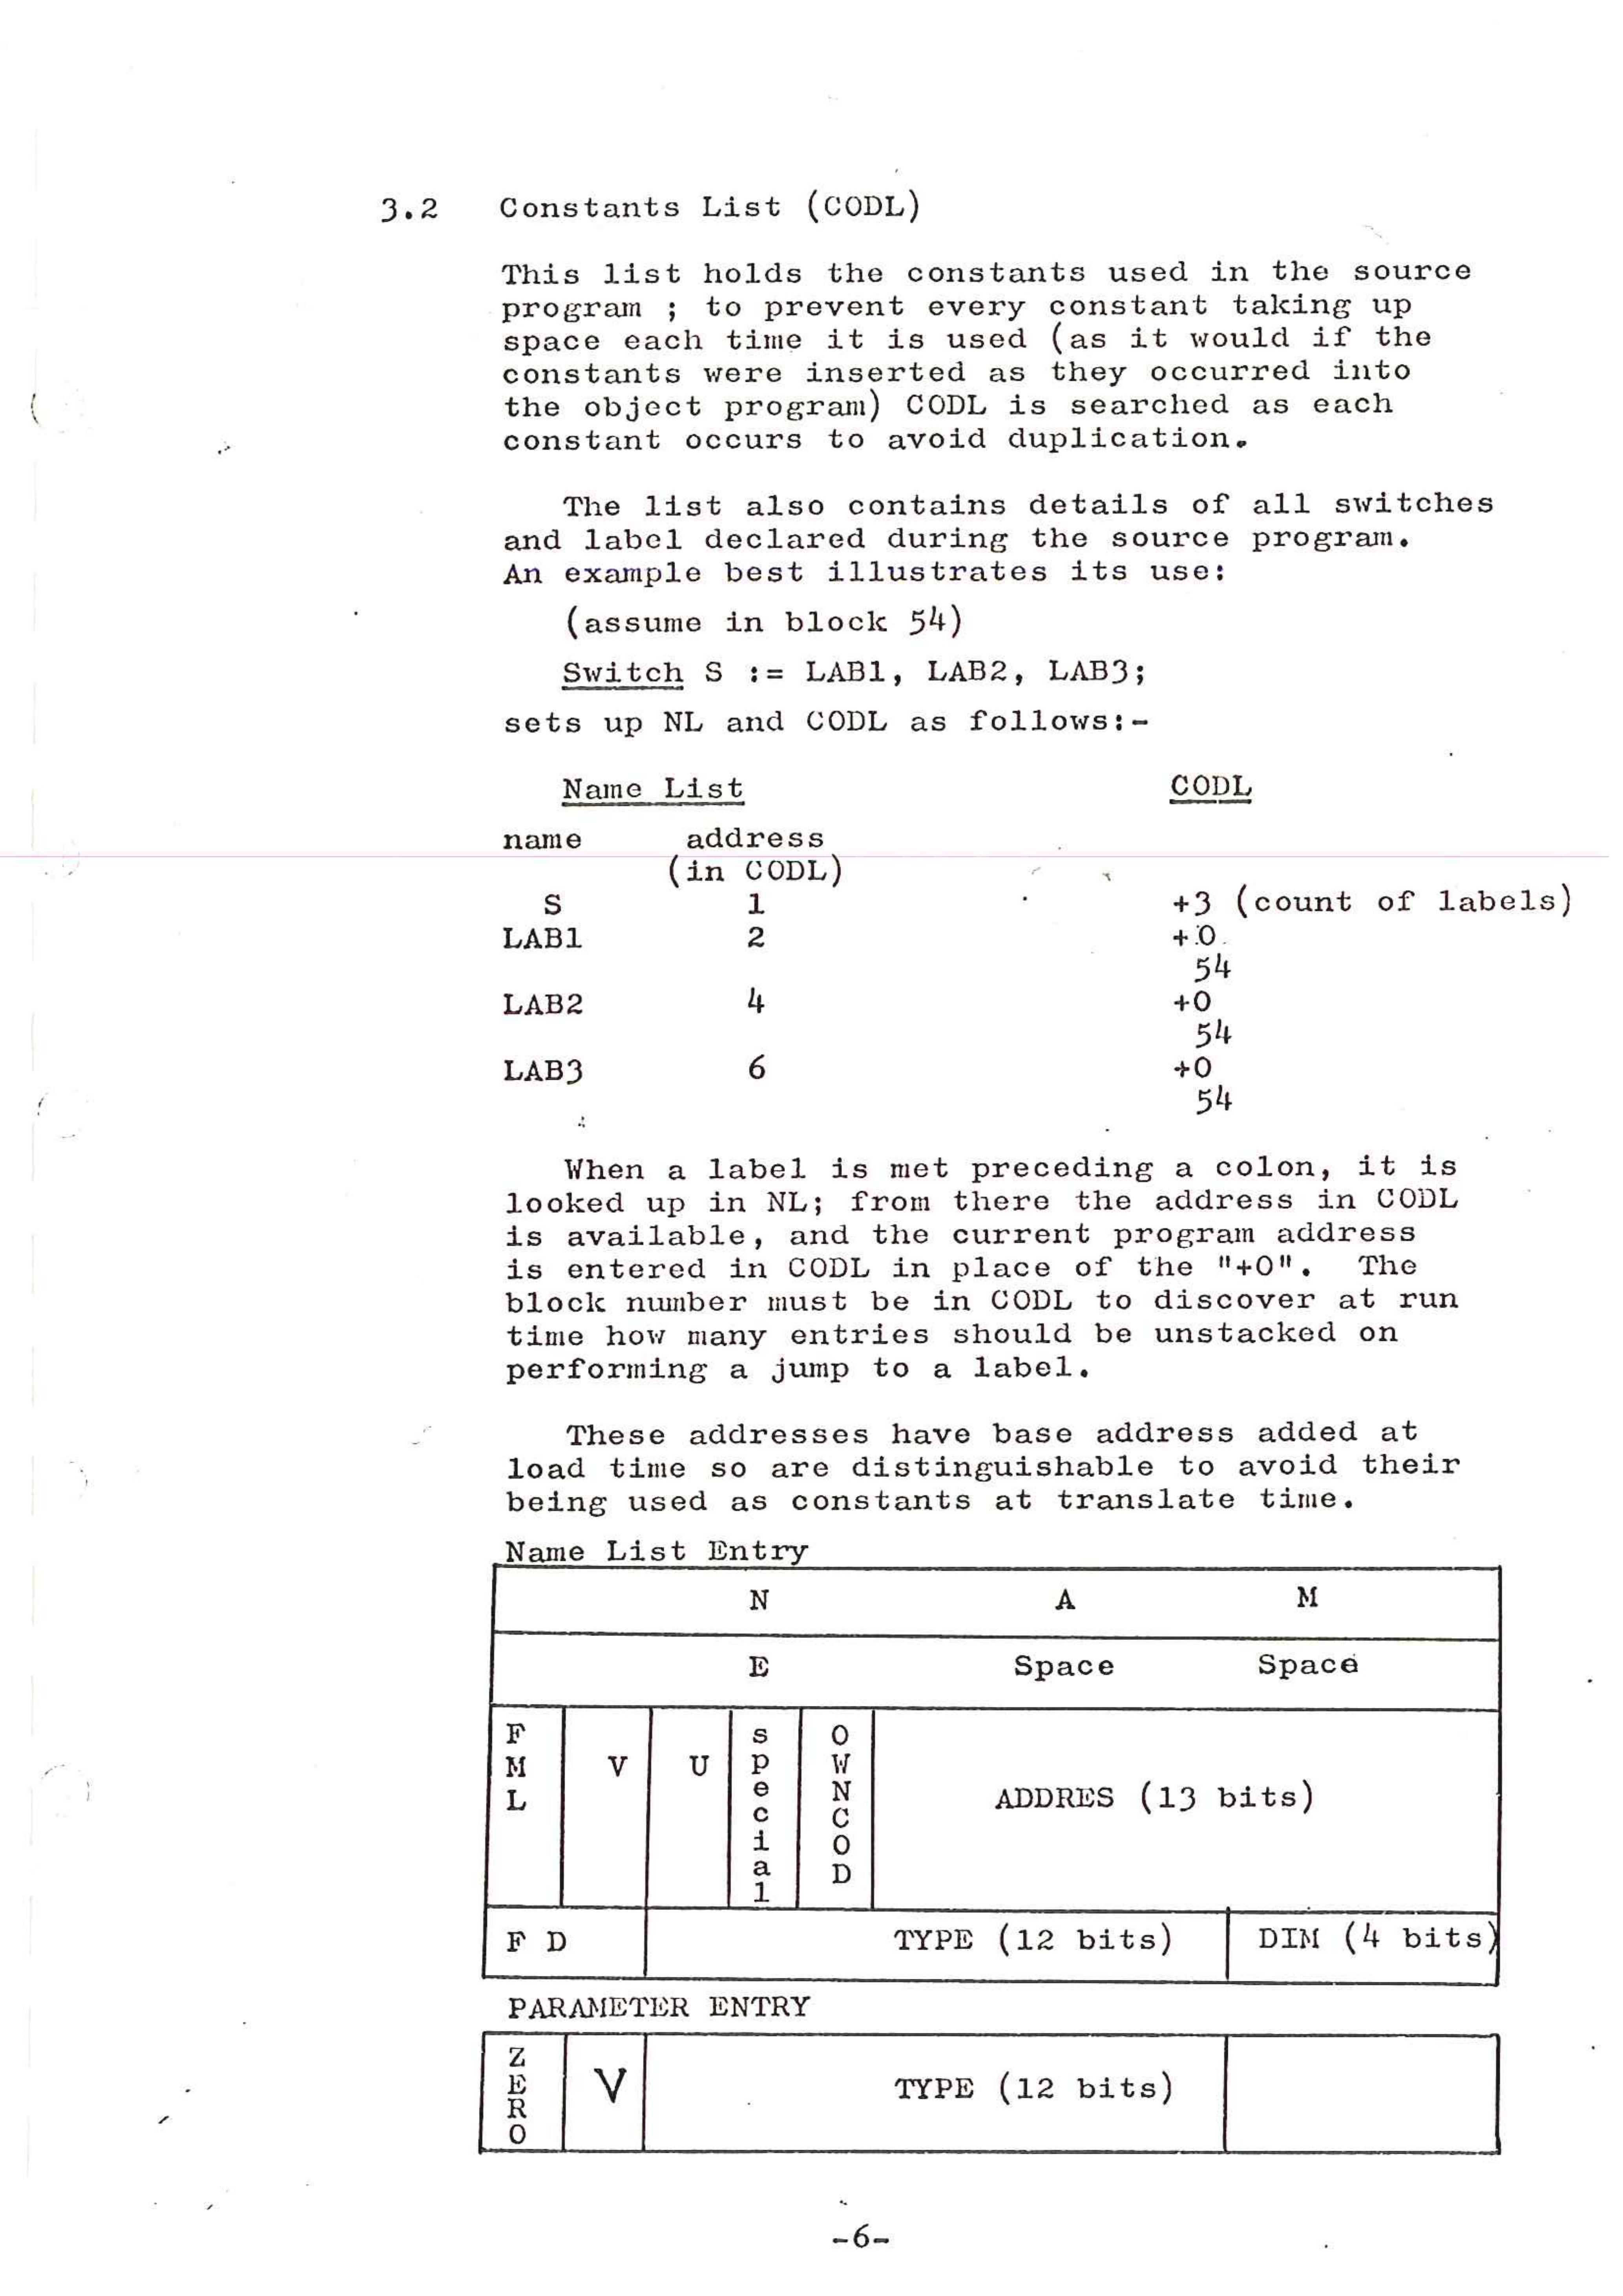 3.2 Constants List (CODL)
This list holds the constants used in the source
program ; to prevent every constant taking up
space each time it is used (as it would if the
constants were inserted as they occurred into
the object program) CODL is searched as each
constant occurs to avoid duplication.
The list also contains details of all switches
and label declared during the source program.
An example best illustrates its use:
(assume in block 54)
Switch S := LAB1, LAB2, LAB3;
sets up NL and CODL as follows:-
Name List CODL
name address
(in CODL)
S 1 +3 (count of labels)
LAB1 2 +0
54
LAB2 4 +0
54
LAB3 6 +0
54
When a label is met preceding a colon, it is
looked up in NL; from there the address in CODL
is available, and the current program address
is entered in CODL in place of the "+0". The
block number must be in CODL to discover at run
time how many entries should be unstacked on
performing a jump to a label.
These addresses have base address added at
load time so are distinguishable to avoid their
being used as constants at translate time.
Name List Entry
N A M
E Space Space
FML V U special OWNCOD ADDRES (13 bits)
F D TYPE (12 bits) DIM (4 bits)
PARAMETER ENTRY
ZERO V TYPE (12 bits)
-6-